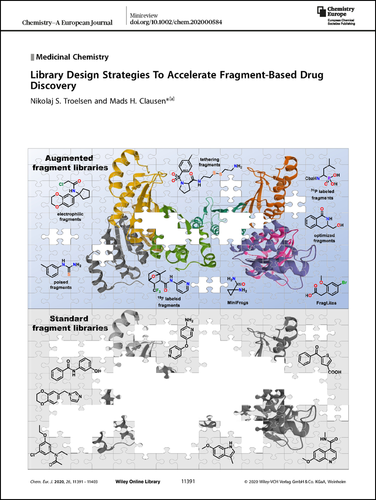 Chemistry–A European Journal
Minireview
doi.org/10.1002/chem.202000584
Chemistry
Europe
European Chemical
Societies Publishing
Medicinal Chemistry
Library Design Strategies To Accelerate Fragment-Based Drug
Discovery
Nikolaj S. Troelsen and Mads H. Clausen*[a]
Augmented
fragment libraries
tethering
fragments
electrophilic
fragments
19F labeled
fragments
optimized
fragments
poised
fragments
19F labeled
fragments
MiniFrags
FragLites
Standard
fragment libraries
Chem. Eur. J. 2020, 26, 11391 – 11403
Wiley Online Library
11391
© 2020 Wiley-VCH Verlag GmbH & Co. KGaA, Weinheim